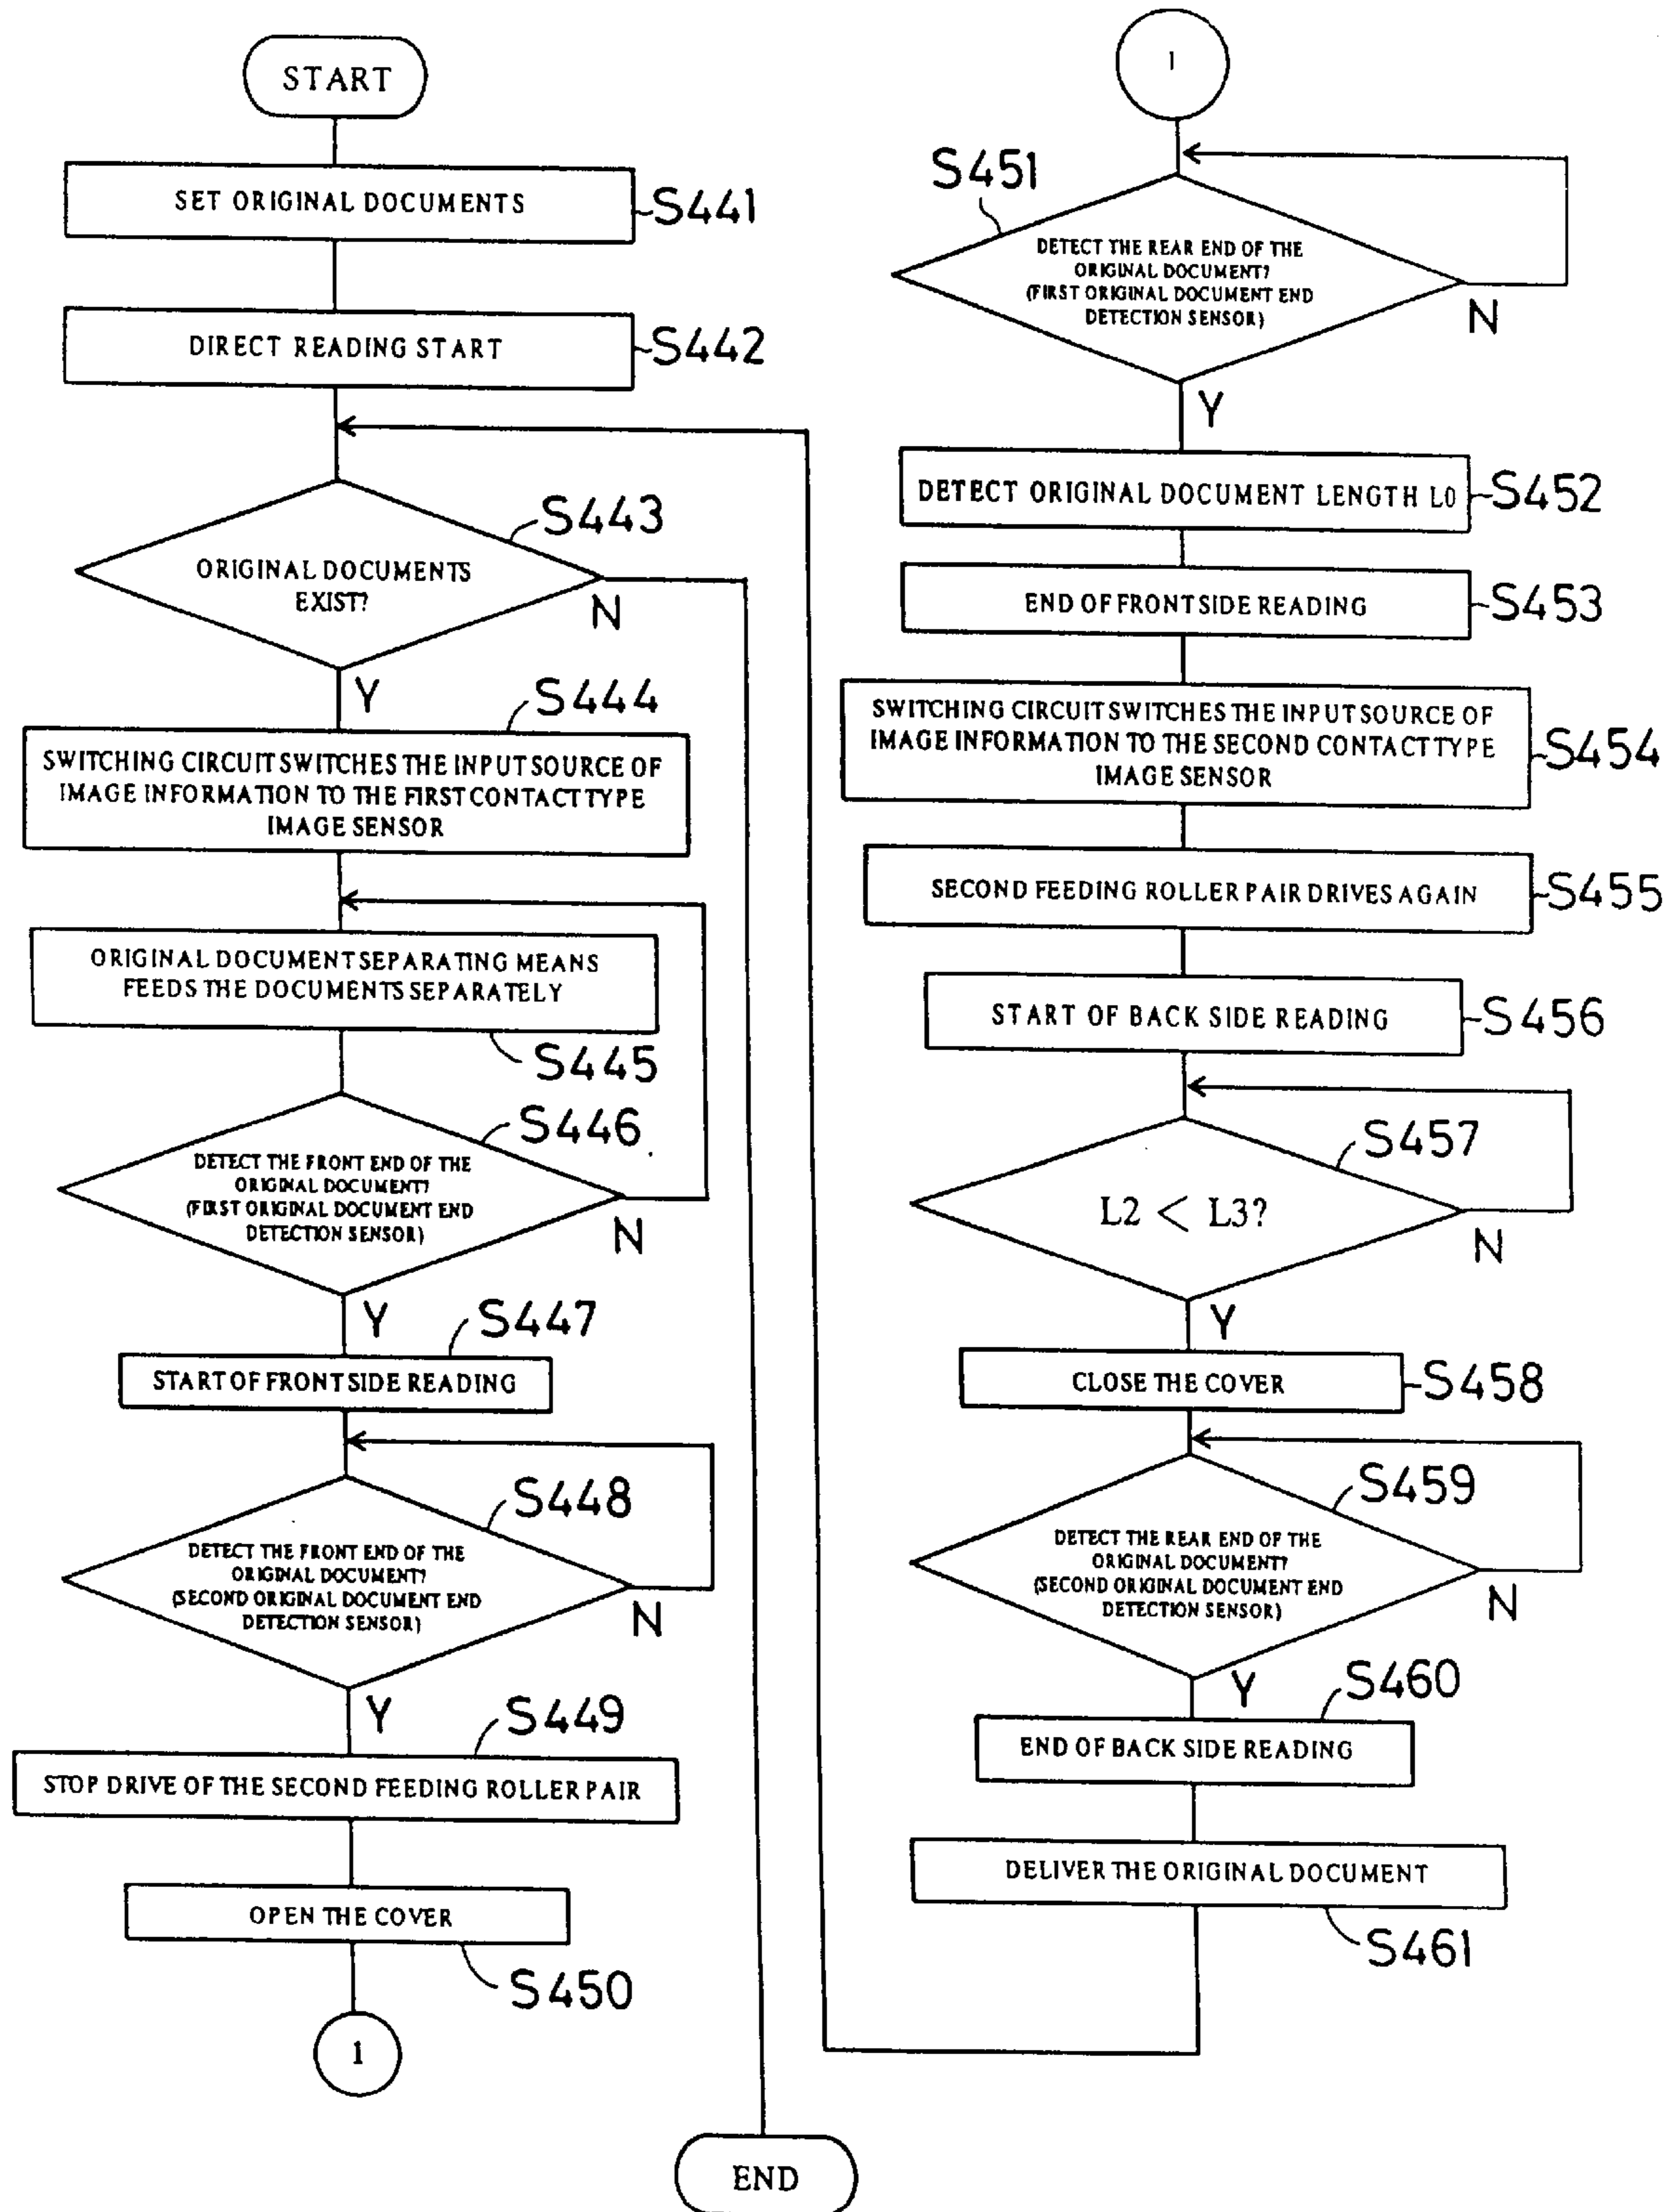 START
SET ORIGINAL DOCUMENTS
S441
DIRECT READING START
S442
S443
ORIGINAL DOCUMENTS
EXIST?
N
Y
S444
SWITCHING CIRCUIT SWITCHES THE INPUT SOURCE OF
IMAGE INFORMATION TO THE FIRST CONTACT TYPE
IMAGE SENSOR
ORIGINAL DOCUMENT SEPARATING MEANS
FEEDS THE DOCUMENTS SEPARATELY
S445
S446
DETECT THE FRONT END OF THE
ORIGINAL DOCUMENT?
(FIRST ORIGINAL DOCUMENT END
DETECTION SENSOR)
N
Y
S447
START OF FRONT SIDE READING
S448
DETECT THE FRONT END OF THE
ORIGINAL DOCUMENT?
(SECOND ORIGINAL DOCUMENT END
DETECTION SENSOR)
N
Y
S449
STOP DRIVE OF THE SECOND FEEDING ROLLER PAIR
OPEN THE COVER
S450
1
1
S451
DETECT THE REAR END OF THE
ORIGINAL DOCUMENT?
(FIRST ORIGINAL DOCUMENT END
DETECTION SENSOR)
N
Y
DETECT ORIGINAL DOCUMENT LENGTH L0
S452
END OF FRONT SIDE READING
S453
SWITCHING CIRCUIT SWITCHES THE INPUT SOURCE OF
IMAGE INFORMATION TO THE SECOND CONTACT TYPE
IMAGE SENSOR
S454
SECOND FEEDING ROLLER PAIR DRIVES AGAIN
S455
START OF BACK SIDE READING
S456
S457
L2 < L3?
N
Y
CLOSE THE COVER
S458
S459
DETECT THE REAR END OF THE
ORIGINAL DOCUMENT?
(SECOND ORIGINAL DOCUMENT END
DETECTION SENSOR)
N
Y
S460
END OF BACK SIDE READING
DELIVER THE ORIGINAL DOCUMENT
S461
END